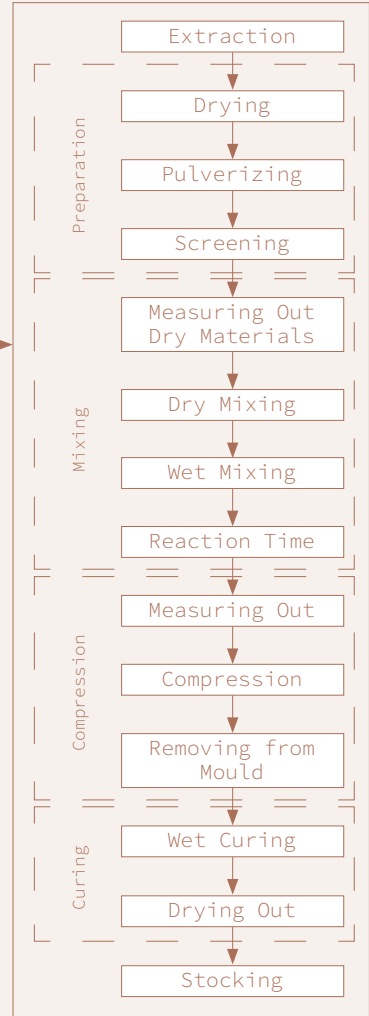 Extraction
Preparation
Drying
Pulverizing
Screening
Mixing
Measuring Out
Dry Materials
Dry Mixing
Wet Mixing
Reaction Time
Compression
Measuring Out
Compression
Removing from
Mould
Curing
Wet Curing
Drying Out
Stocking